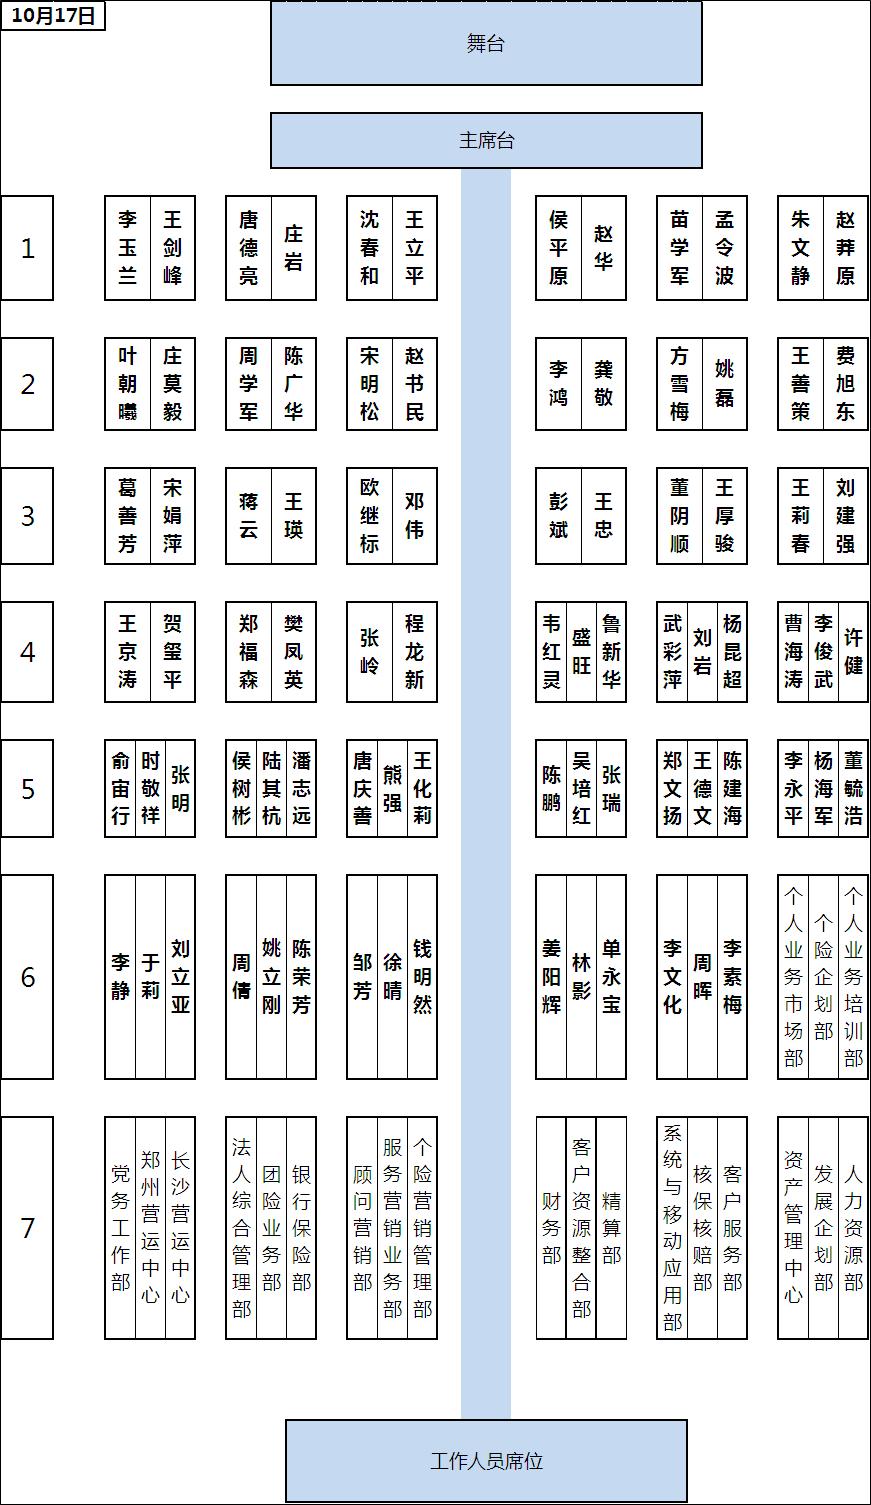 10月17日
舞台
主席台
1
李玉兰
王剑峰
唐德亮
庄岩
沈春和
王立平
侯平原
赵华
苗学军
孟令波
朱文静
赵莽原
2
叶朝曦
庄莫毅
周学军
陈广华
宋明松
赵书民
李鸿
龚敬
方雪梅
姚磊
王善策
费旭东
3
葛善芳
宋娟萍
蒋云
王瑛
欧继标
邓伟
彭斌
王忠
董阴顺
王厚骏
王莉春
刘建强
4
王京涛
贺玺平
郑福森
樊凤英
张岭
程龙新
韦红灵
盛旺
鲁新华
武彩萍
刘岩
杨昆超
曹海涛
李俊武
许健
5
俞宙行
时敬祥
张明
侯树彬
陆其杭
潘志远
唐庆善
熊强
王化莉
陈鹏
吴培红
张瑞
郑文扬
王德文
陈建海
李永平
杨海军
董毓浩
6
李静
于莉
刘立亚
周倩
姚立刚
陈荣芳
邹芳
徐晴
钱明然
姜阳辉
林影
单永宝
李文化
周晖
李素梅
个人业务市场部
个险企划部
个人业务培训部
7
党务工作部
郑州营运中心
长沙营运中心
法人综合管理部
团险业务部
银行保险部
顾问营销部
服务营销业务部
个险营销管理部
财务部
客户资源整合部
精算部
系统与移动应用部
核保核赔部
客户服务部
资产管理中心
发展企划部
人力资源部
工作人员席位